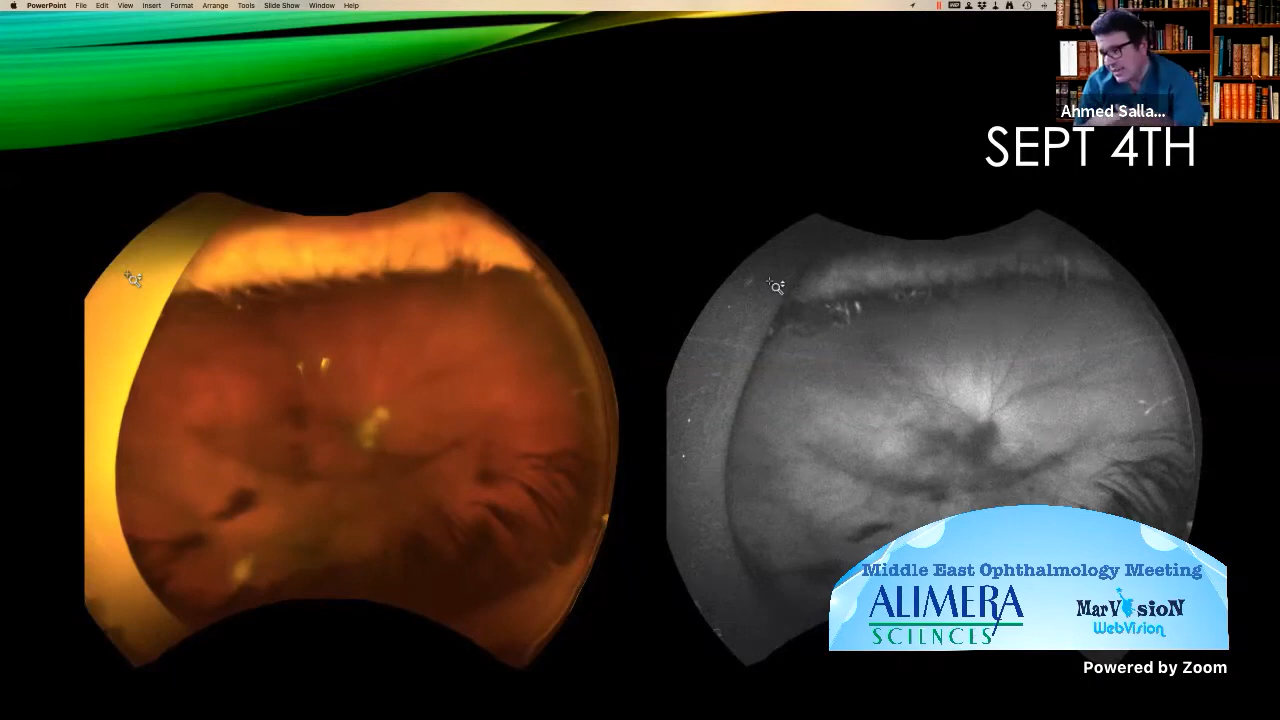 PowerPoint File Edit View Insert Format Arrange Tools Slide Show Window Help
Ahmed Salla...
SEPT 4TH
Middle East Ophthalmology Meeting
ALIMERA
SCIENCES
MarVisioN
WebVision
Powered by Zoom